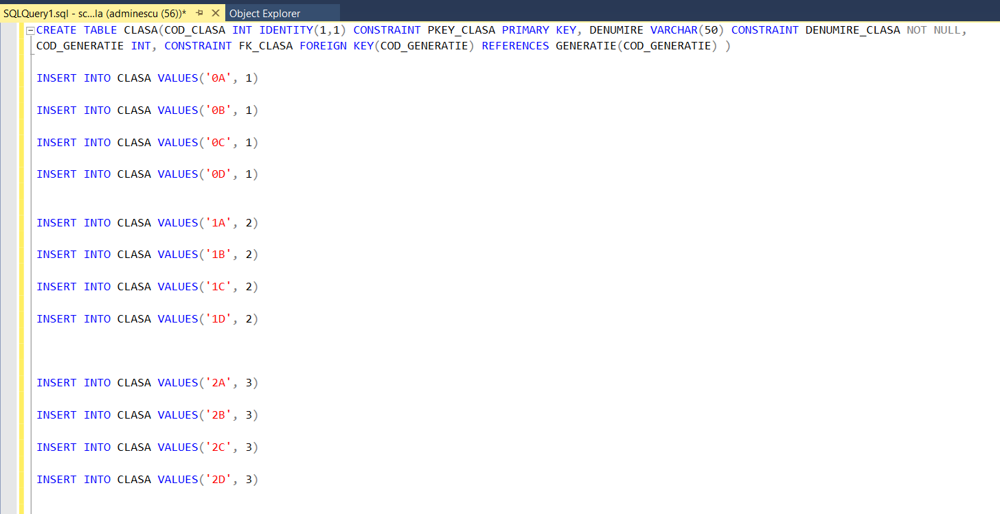 SQLQuery1.sql - sc...la (adminescu (56))* Object Explorer
CREATE TABLE CLASA(COD_CLASA INT IDENTITY(1,1) CONSTRAINT PKEY_CLASA PRIMARY KEY, DENUMIRE VARCHAR(50) CONSTRAINT DENUMIRE_CLASA NOT NULL,
COD_GENERATIE INT, CONSTRAINT FK_CLASA FOREIGN KEY(COD_GENERATIE) REFERENCES GENERATIE(COD_GENERATIE) )
INSERT INTO CLASA VALUES('0A', 1)
INSERT INTO CLASA VALUES('0B', 1)
INSERT INTO CLASA VALUES('0C', 1)
INSERT INTO CLASA VALUES('0D', 1)
INSERT INTO CLASA VALUES('1A', 2)
INSERT INTO CLASA VALUES('1B', 2)
INSERT INTO CLASA VALUES('1C', 2)
INSERT INTO CLASA VALUES('1D', 2)
INSERT INTO CLASA VALUES('2A', 3)
INSERT INTO CLASA VALUES('2B', 3)
INSERT INTO CLASA VALUES('2C', 3)
INSERT INTO CLASA VALUES('2D', 3)